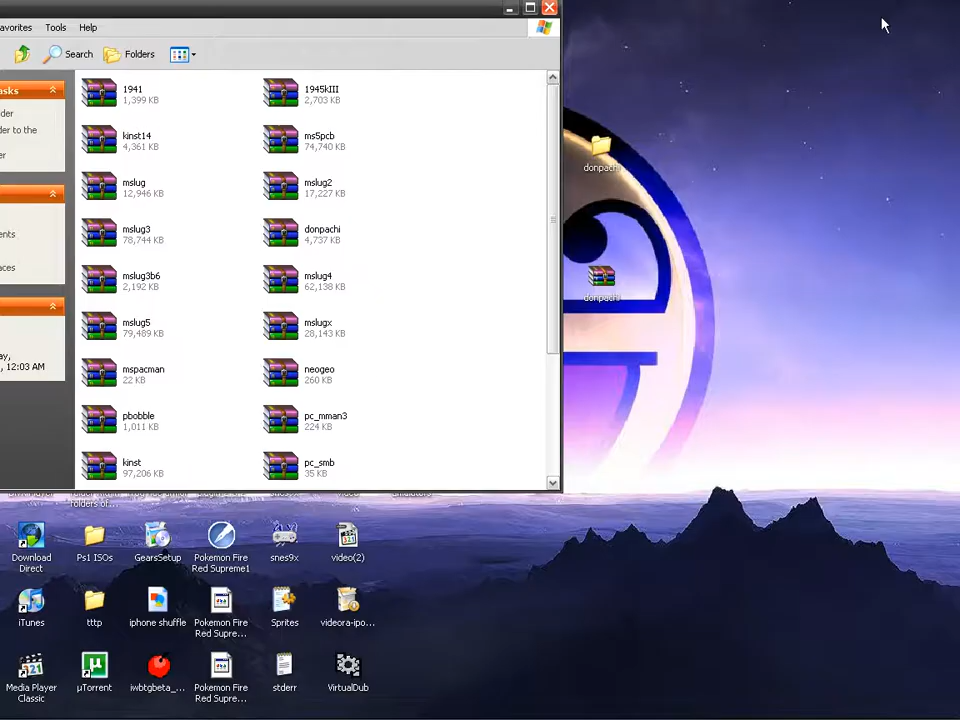 avorites Tools Help
Search Folders
asks
der
der to the
er
ents
aces
ay,
, 12:03 AM
1941
1,399 KB
1945kIII
2,703 KB
kinst14
4,361 KB
ms5pcb
74,740 KB
mslug
12,946 KB
mslug2
17,227 KB
mslug3
78,744 KB
donpachi
4,737 KB
mslug3b6
2,192 KB
mslug4
62,138 KB
mslug5
79,489 KB
mslugx
28,143 KB
mspacman
22 KB
neogeo
260 KB
pbobble
1,011 KB
pc_mman3
224 KB
kinst
97,206 KB
pc_smb
35 KB
donpachi
donpachi
folders of...
Download
Direct
Ps1 ISOs
GearsSetup
Pokemon Fire
Red Supreme1
snes9x
video(2)
iTunes
tttp
iphone shuffle
Pokemon Fire
Red Supre...
Sprites
videora-ipo...
Media Player
Classic
µTorrent
iwbtgbeta_...
Pokemon Fire
Red Supre...
stderr
VirtualDub